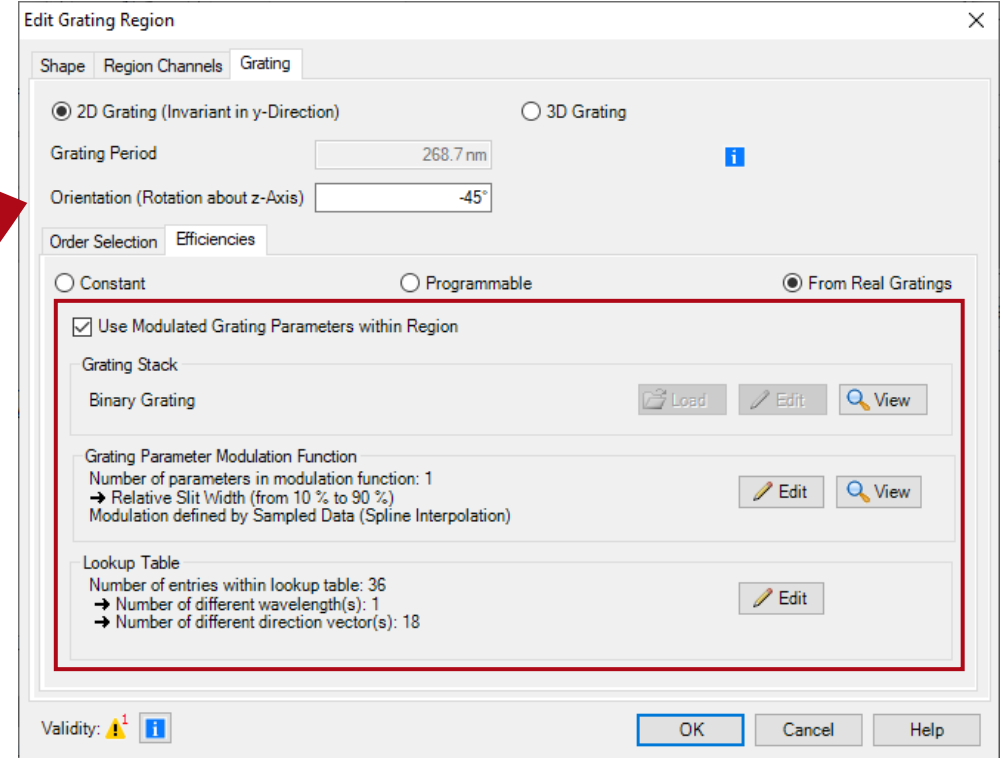 Edit Grating Region
Shape Region Channels Grating
2D Grating (Invariant in y-Direction) 3D Grating
Grating Period 268.7 nm
Orientation (Rotation about z-Axis) -45°
Order Selection Efficiencies
Constant Programmable From Real Gratings
Use Modulated Grating Parameters within Region
Grating Stack
Binary Grating Load Edit View
Grating Parameter Modulation Function
Number of parameters in modulation function: 1
➔ Relative Slit Width (from 10 % to 90 %)
Modulation defined by Sampled Data (Spline Interpolation)
Edit View
Lookup Table
Number of entries within lookup table: 36
➔ Number of different wavelength(s): 1
➔ Number of different direction vector(s): 18
Edit
Validity: 1 OK Cancel Help